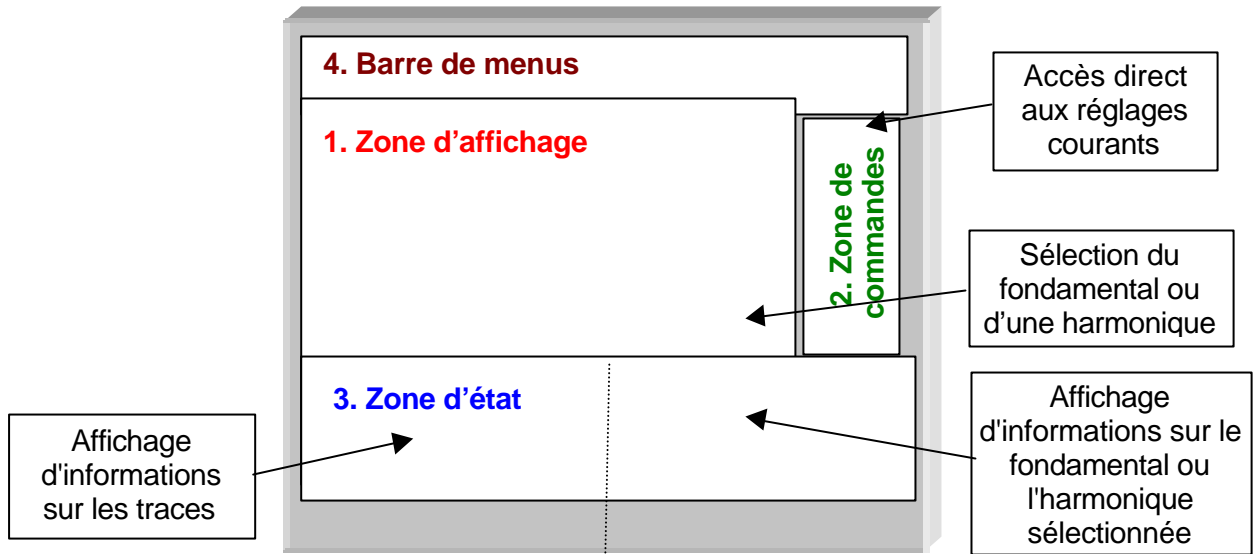 4. Barre de menus
Accès direct
aux réglages
courants
1. Zone d’affichage
2. Zone de
commandes
Sélection du
fondamental ou
d’une harmonique
3. Zone d’état
Affichage
d'informations
sur les traces
Affichage
d'informations sur le
fondamental ou
l'harmonique
sélectionnée